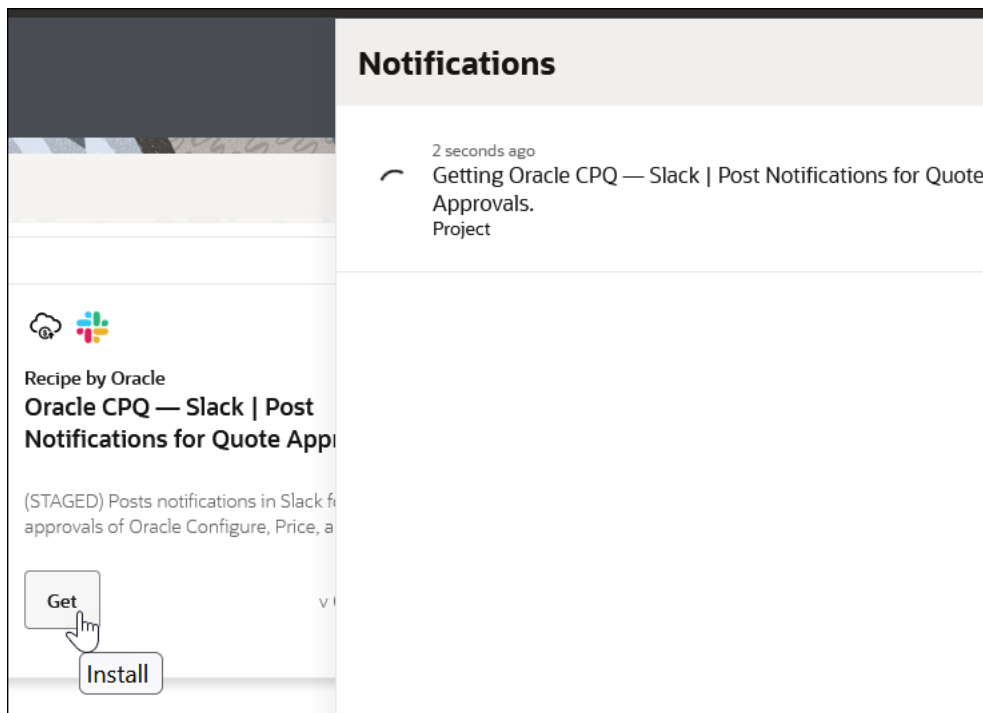 Notifications
2 seconds ago
Getting Oracle CPQ — Slack | Post Notifications for Quote
Approvals.
Project
Recipe by Oracle
Oracle CPQ — Slack | Post
Notifications for Quote
(STAGED) Posts notifications in Slack
approvals of Oracle Configure, Price,
Get
v
Install